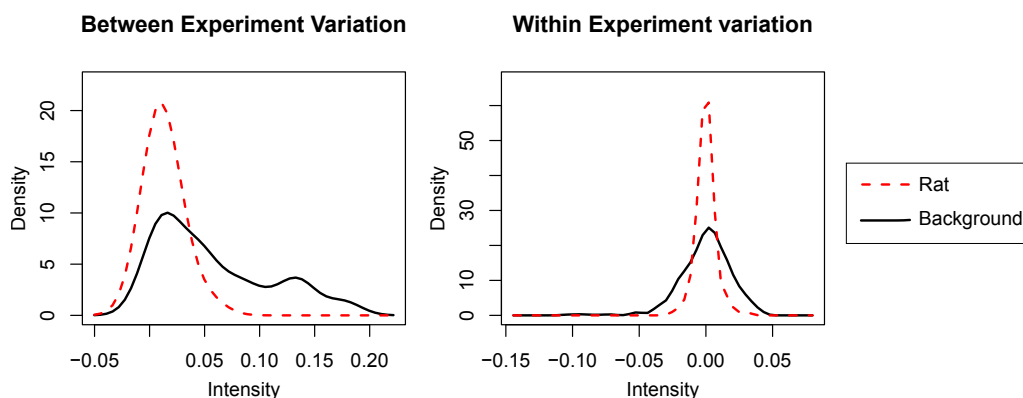 Between Experiment Variation
Within Experiment variation
Density
20
15
10
5
0
−0.05
0.05
0.10
0.15
0.20
Intensity
Density
50
30
10
0
−0.15
−0.05
0.00
0.05
Intensity
Rat
Background